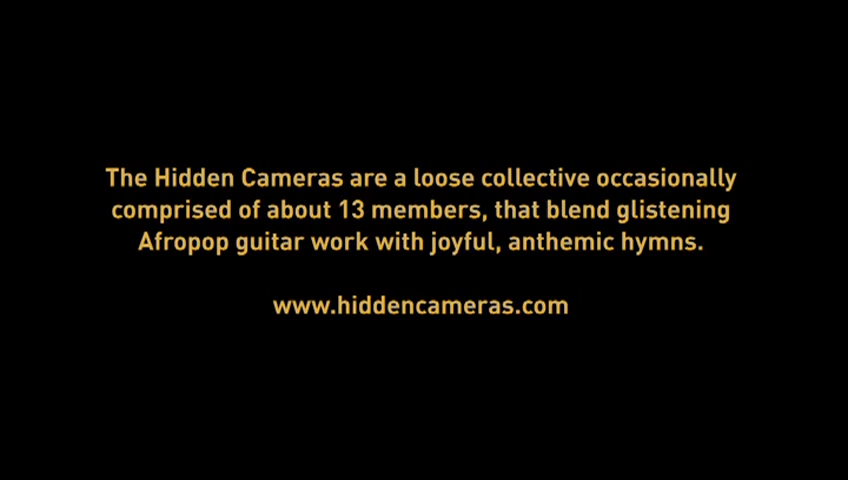 The Hidden Cameras are a loose collective occasionally
comprised of about 13 members, that blend glistening
Afropop guitar work with joyful, anthemic hymns.
www.hiddencameras.com